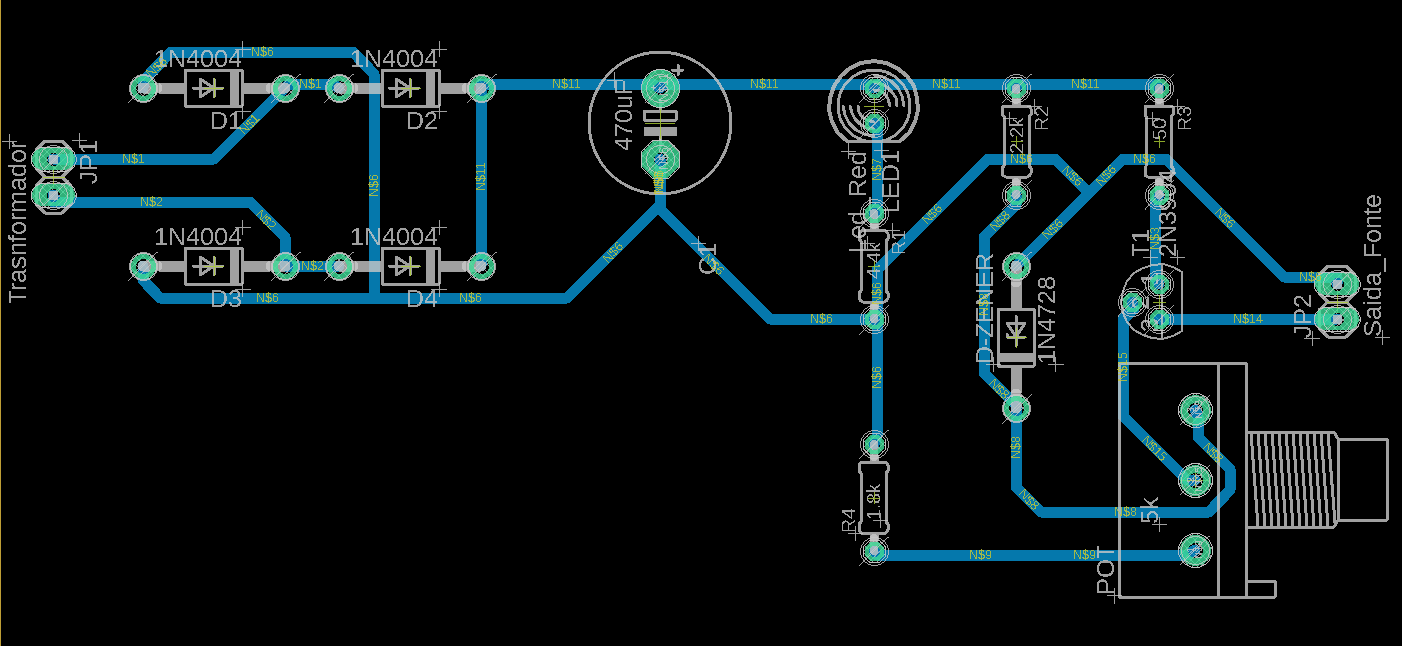 1N4004
N$6
1N4004
N$6
N$1
N$11
N$11
N$11
N$11
D1
D2
470uF
+
2.2k
R2
50
R3
N$1
N$1
JP1
Trasnformador
N$2
N$2
N$11
N$6
N$7
Led_Red
LED1
N$6
N$6
N$6
N$6
N$6
N$8
N$3
2N3904
T1
N$6
1N4004
1N4004
N$2
D3
D4
N$6
N$6
N$6
C1
N$6
N$6
R1
N$6
D-ZENER
1N4728
N$14
N$6
JP2
Saida_Fonte
N$6
N$8
N$8
N$15
N$15
R4
1.8k
N$8
N$8
5k
N$9
N$9
POT